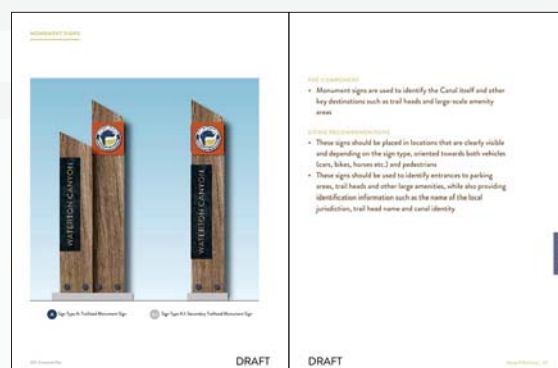 MONUMENT SIGNS
WATERTON CANYON
WATERTON CANYON
Sign Type A: Trailhead Monument Sign
Sign Type A.1: Secondary Trailhead Monument Sign
DRAFT
• Monument signs are used to identify the Canal itself and other
key destinations such as trail heads and large-scale amenity
areas
SITING RECOMMENDATIONS
• These signs should be placed in locations that are clearly visible
and depending on the sign type, oriented towards both vehicles
(cars, bikes, horses etc.) and pedestrians
• These signs should be used to identify entrances to parking
areas, trail heads and other large amenities, while also providing
identification information such as the name of the local
jurisdiction, trail head name and canal identity
DRAFT